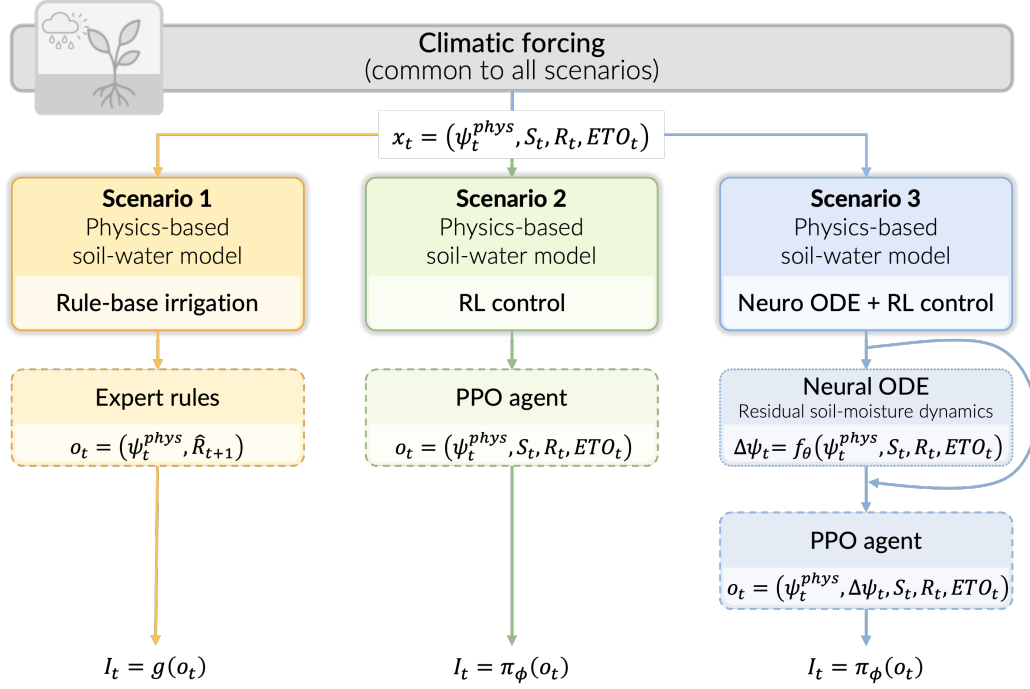 Climatic forcing
(common to all scenarios)
x_t = (ψ_t^{phys}, S_t, R_t, ETO_t)
Scenario 1
Physics-based
soil-water model
Rule-base irrigation
Expert rules
o_t = (ψ_t^{phys}, R̂_{t+1})
I_t = g(o_t)
Scenario 2
Physics-based
soil-water model
RL control
PPO agent
o_t = (ψ_t^{phys}, S_t, R_t, ETO_t)
I_t = π_ϕ(o_t)
Scenario 3
Physics-based
soil-water model
Neuro ODE + RL control
Neural ODE
Residual soil-moisture dynamics
Δψ_t = f_θ(ψ_t^{phys}, S_t, R_t, ETO_t)
PPO agent
o_t = (ψ_t^{phys}, Δψ_t, S_t, R_t, ETO_t)
I_t = π_ϕ(o_t)